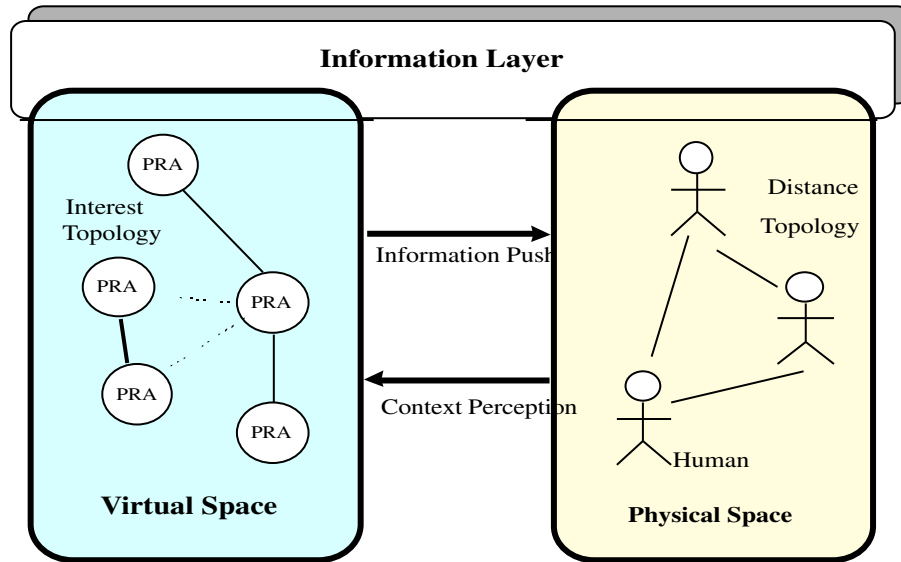 Information Layer
PRA
Interest
Topology
PRA
PRA
PRA
PRA
Virtual Space
Information Push
Context Perception
Distance
Topology
Human
Physical Space